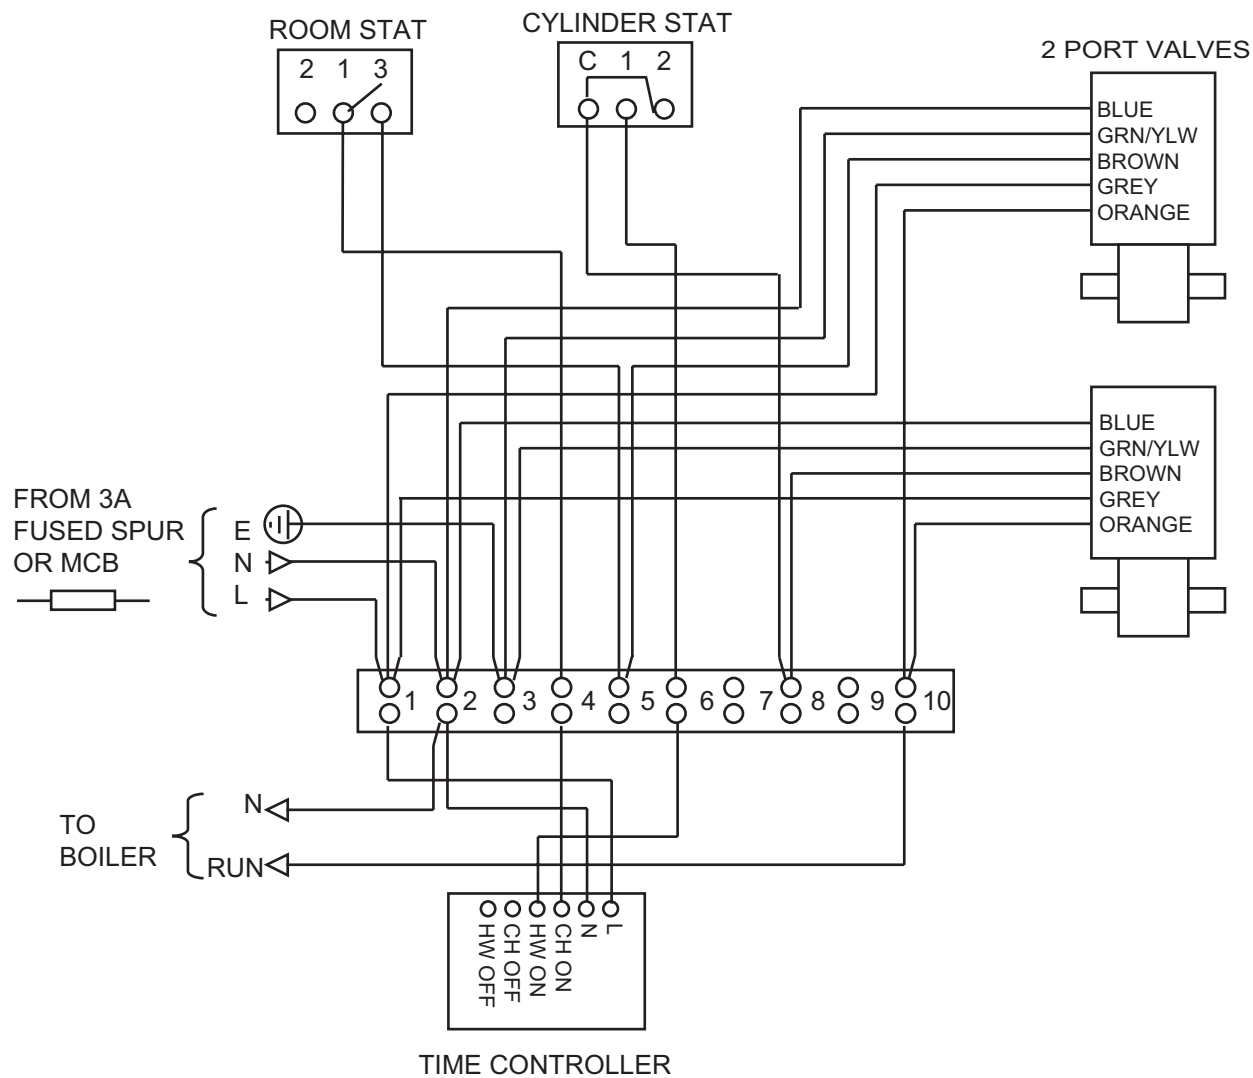 ROOM STAT
2 1 3
CYLINDER STAT
C 1 2
2 PORT VALVES
BLUE
GRN/YLW
BROWN
GREY
ORANGE
BLUE
GRN/YLW
BROWN
GREY
ORANGE
FROM 3A
FUSED SPUR
OR MCB
E
N
L
1 2 3 4 5 6 7 8 9 10
TO
BOILER
N
RUN
HW OFF
CH OFF
HW ON
CH ON
N
L
TIME CONTROLLER